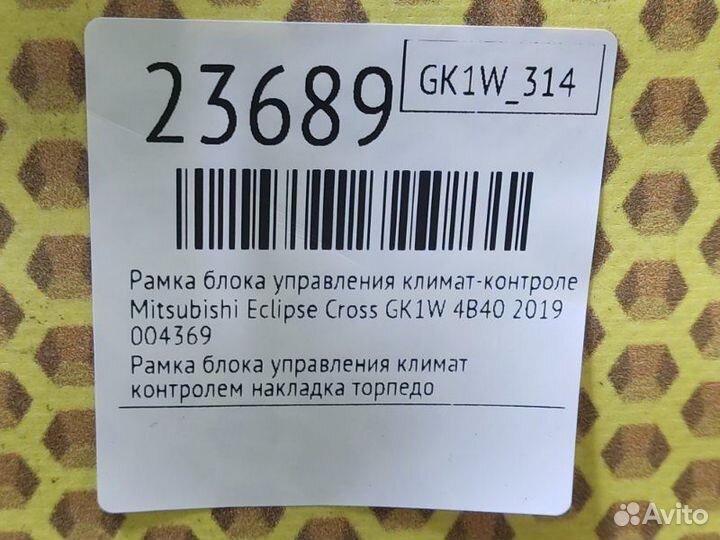 23689
GK1W_314
Рамка блока управления климат-контроле
Mitsubishi Eclipse Cross GK1W 4B40 2019
004369
Рамка блока управления климат
контролем накладка торпедо
Avito